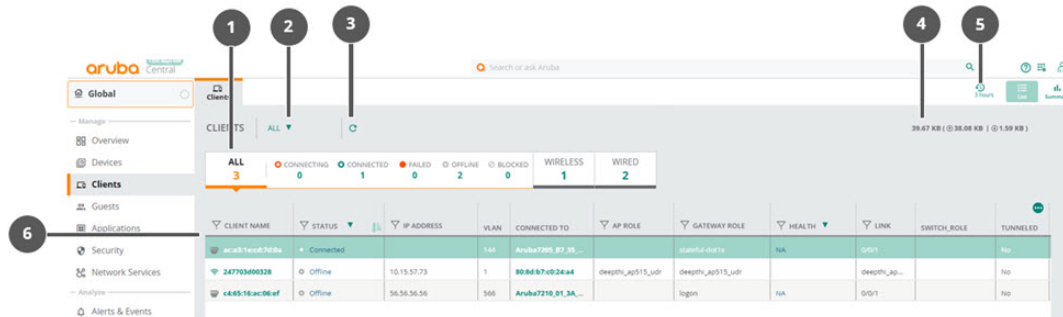 1 2 3 4 5
aruba Central
Search or ask Aruba
Global
Clients
3 hours
List
Summa
Manage
CLIENTS ALL
39.67 KB ( 38.08 KB | 1.59 KB )
Overview
Devices
ALL CONNECTING CONNECTED FAILED OFFLINE BLOCKED WIRELESS WIRED
3 0 1 0 2 0 1 2
Clients
Guests
Applications
6
CLIENT NAME STATUS IP ADDRESS VLAN CONNECTED TO AP ROLE GATEWAY ROLE HEALTH LINK SWITCH_ROLE TUNNELED
Security
Connected 144 stateful-dot1x NA 0/0/1 No
Network Services
247703d00328 Offline 10.15.57.73 1 80:8d:b7:c0:24:a4 deepthi_ap515_udr deepthi_ap515_udr deepthi_ap... No
Analyze
c4:65:16:ac:06:ef Offline 56.56.56.56 566 Aruba7210_01_3A_... logon NA 0/0/1 No
Alerts & Events